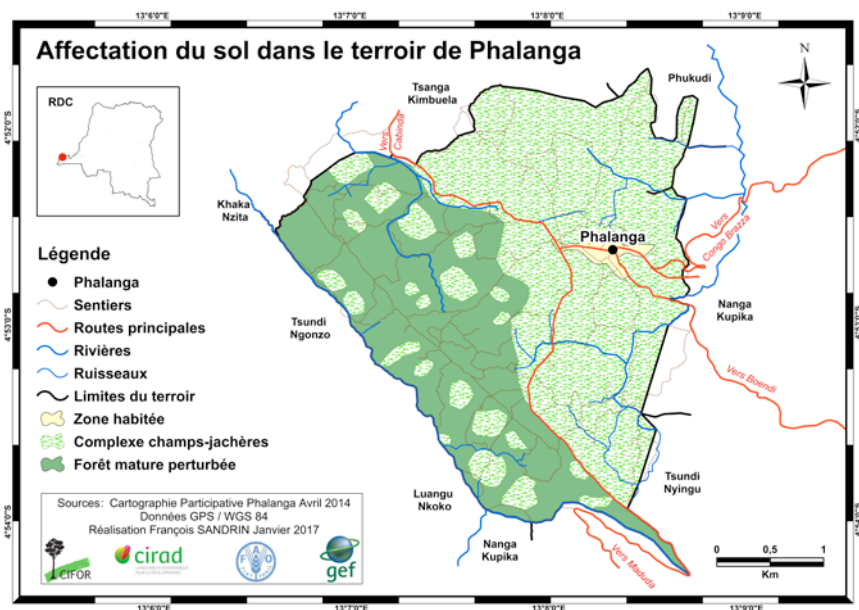 13°6'0"E
13°7'0"E
13°8'0"E
13°9'0"E
Affectation du sol dans le terroir de Phalanga
N
RDC
Tsanga
Kimbuela
Phukudi
4°52'0"S
4°52'0"S
Vers
Cabinda
Khaka
Nzita
Vers
Congo Brazza
Phalanga
Légende
Phalanga
Sentiers
Routes principales
Rivières
Ruisseaux
Limites du terroir
Zone habitée
Complexe champs-jachères
Forêt mature perturbée
Tsundi
Ngonzo
Nanga
Kupika
4°53'0"S
4°53'0"S
Vers Boendi
Tsundi
Nyingu
Luangu
Nkoko
Nanga
Kupika
Vers Maduda
4°54'0"S
4°54'0"S
Sources: Cartographie Participative Phalanga Avril 2014
Données GPS / WGS 84
Réalisation François SANDRIN Janvier 2017
CIFOR
cirad
FAO
gef
0 0,5 1
Km
13°6'0"E
13°7'0"E
13°8'0"E
13°9'0"E